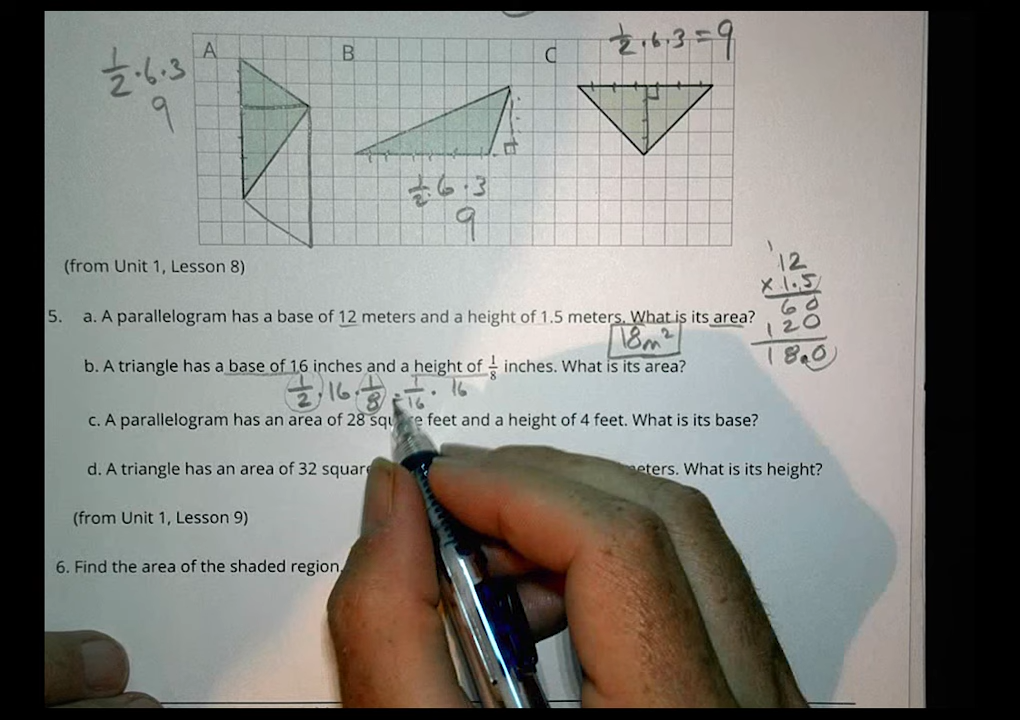 1/2 · 6 · 3 = 9
A
B
C
1/2 · 6 · 3
9
1/2 · 6 · 3
9
(from Unit 1, Lesson 8)
1
12
x 1.5
60
120
18.0
5. a. A parallelogram has a base of 12 meters and a height of 1.5 meters. What is its area?
18m²
b. A triangle has a base of 16 inches and a height of 1/8 inches. What is its area?
1/2 · 16 · 1/8 = 1/16 · 16
c. A parallelogram has an area of 28 squ e feet and a height of 4 feet. What is its base?
d. A triangle has an area of 32 What is its height?
(from Unit 1, Lesson 9)
6. Find the area of the shaded region.